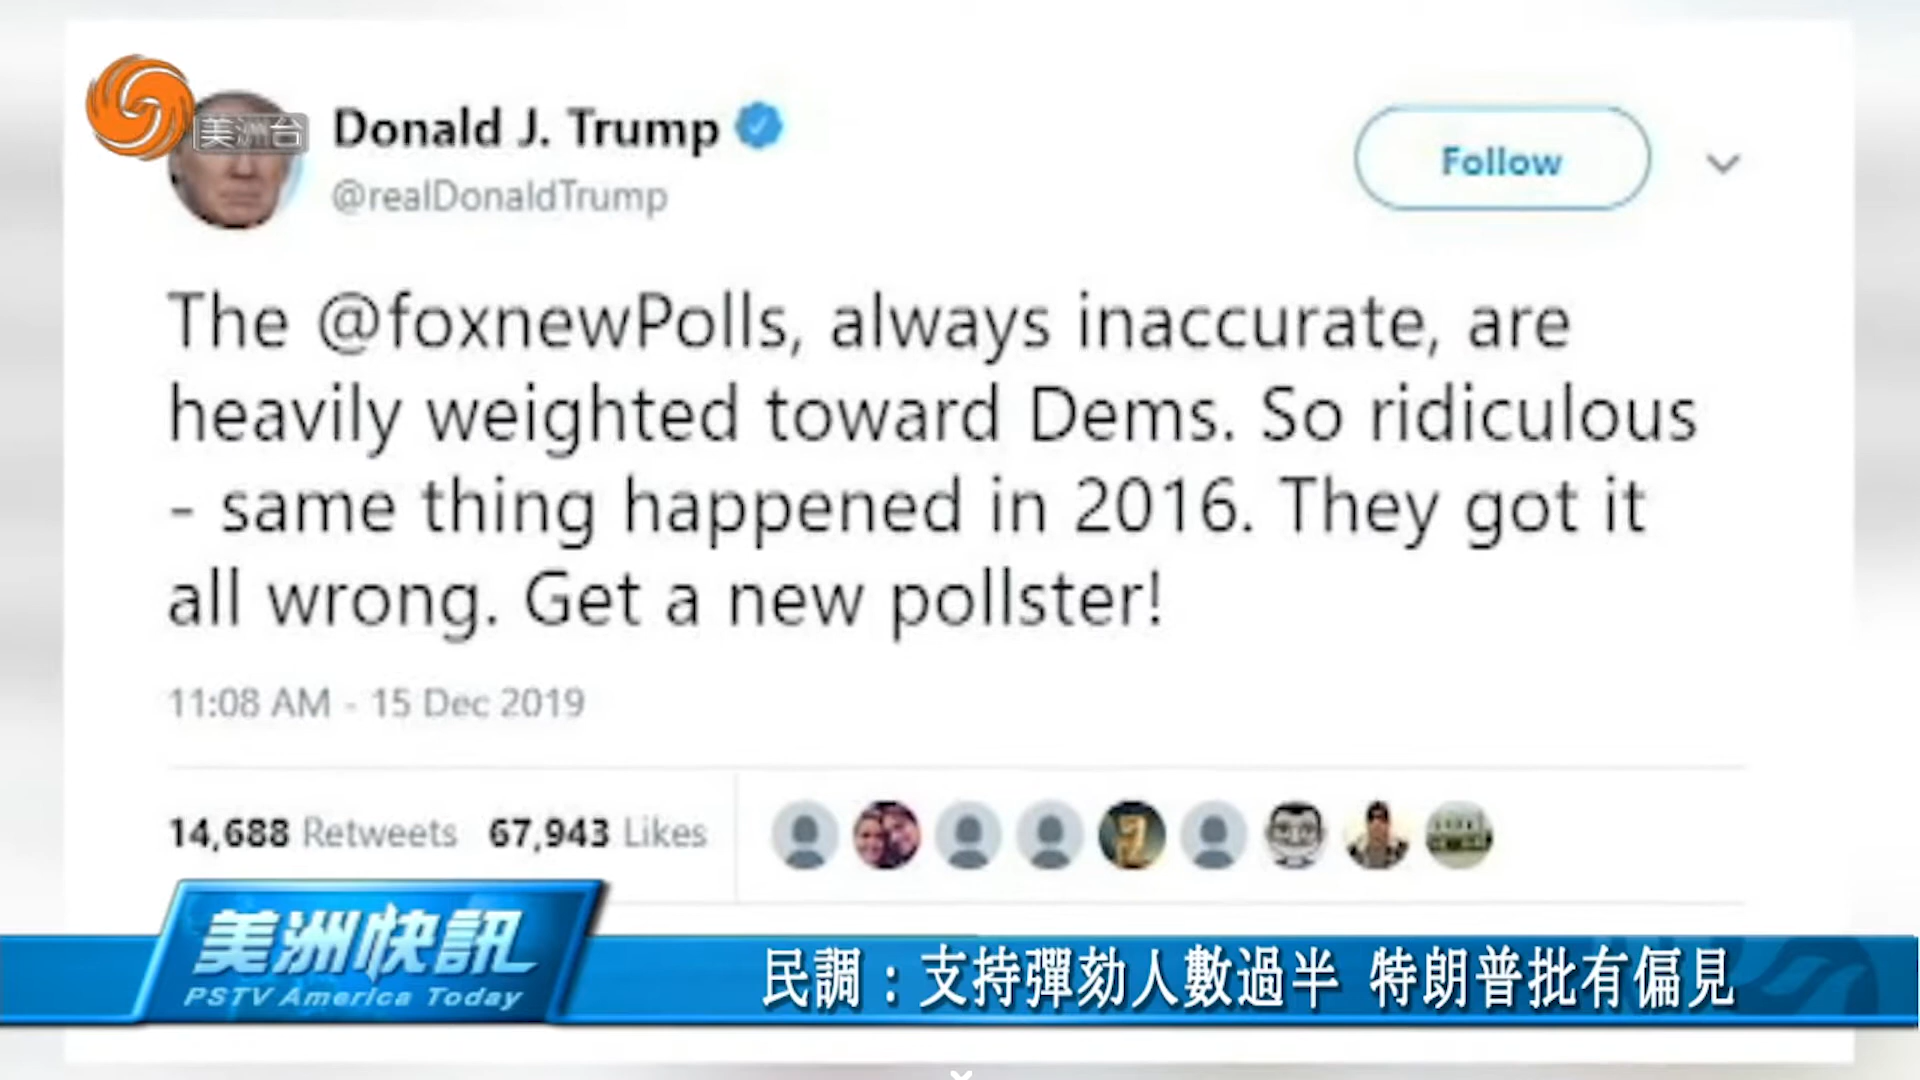 美洲台
Donald J. Trump
@realDonaldTrump
Follow
The @foxnewPolls, always inaccurate, are
heavily weighted toward Dems. So ridiculous
- same thing happened in 2016. They got it
all wrong. Get a new pollster!
11:08 AM - 15 Dec 2019
14,688 Retweets 67,943 Likes
美洲快訊
PSTV America Today
民調：支持彈劾人數過半 特朗普批有偏見